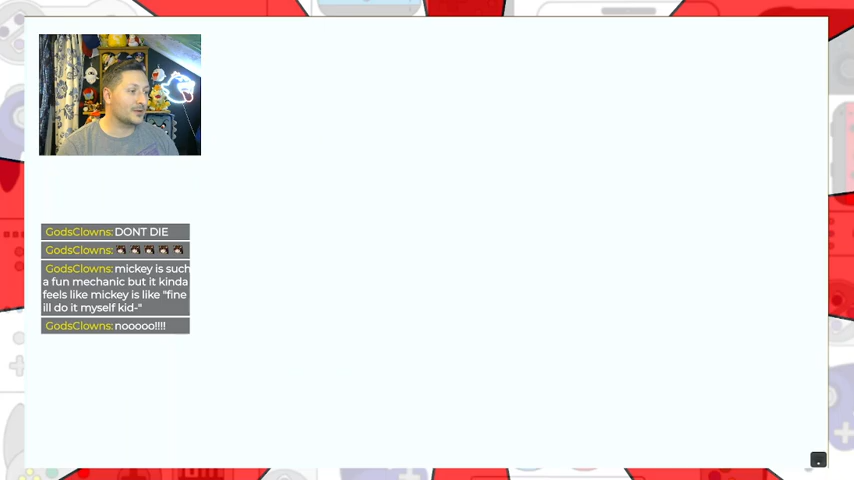 GodsClowns: DONT DIE
GodsClowns:
GodsClowns: mickey is such
a fun mechanic but it kinda
feels like mickey is like "fine
ill do it myself kid-"
GodsClowns: nooooo!!!!